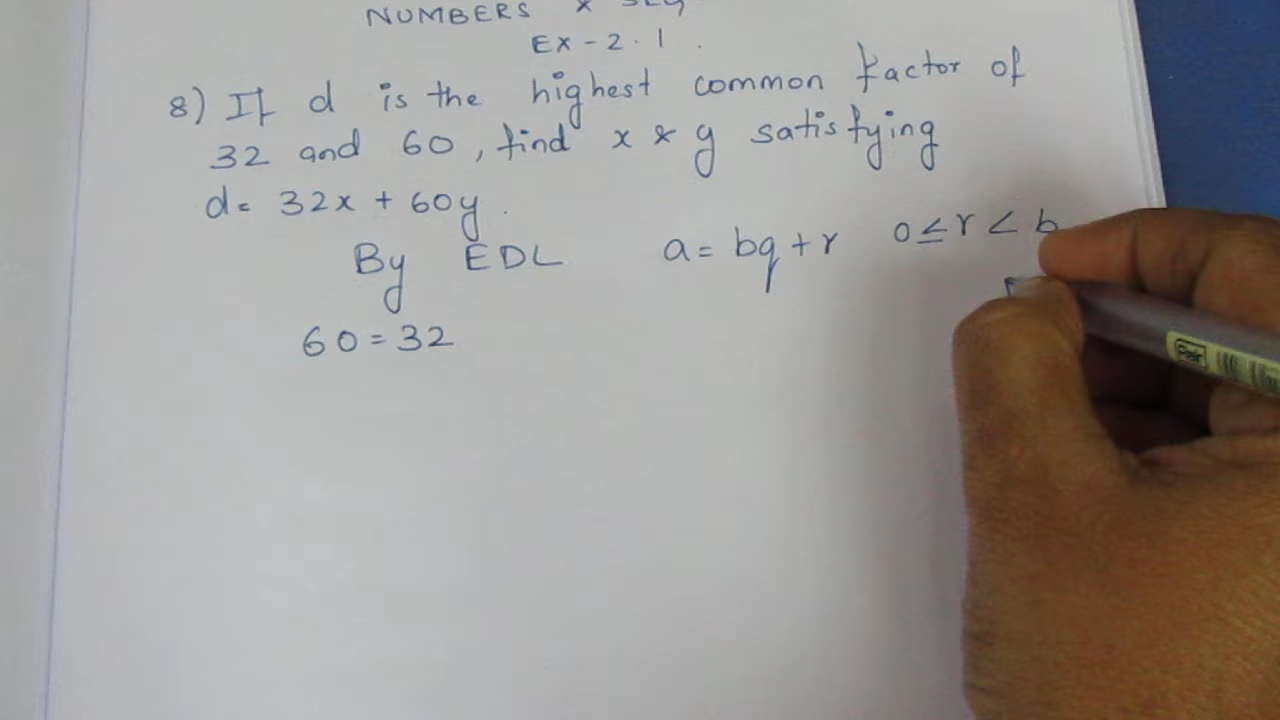 NUMBERS &
EX-2.1.
8) If d is the highest common factor of
32 and 60, find x & y satisfying
d = 32x + 60y.
By EDL a = bq + r 0 ≤ r < b
60 = 32